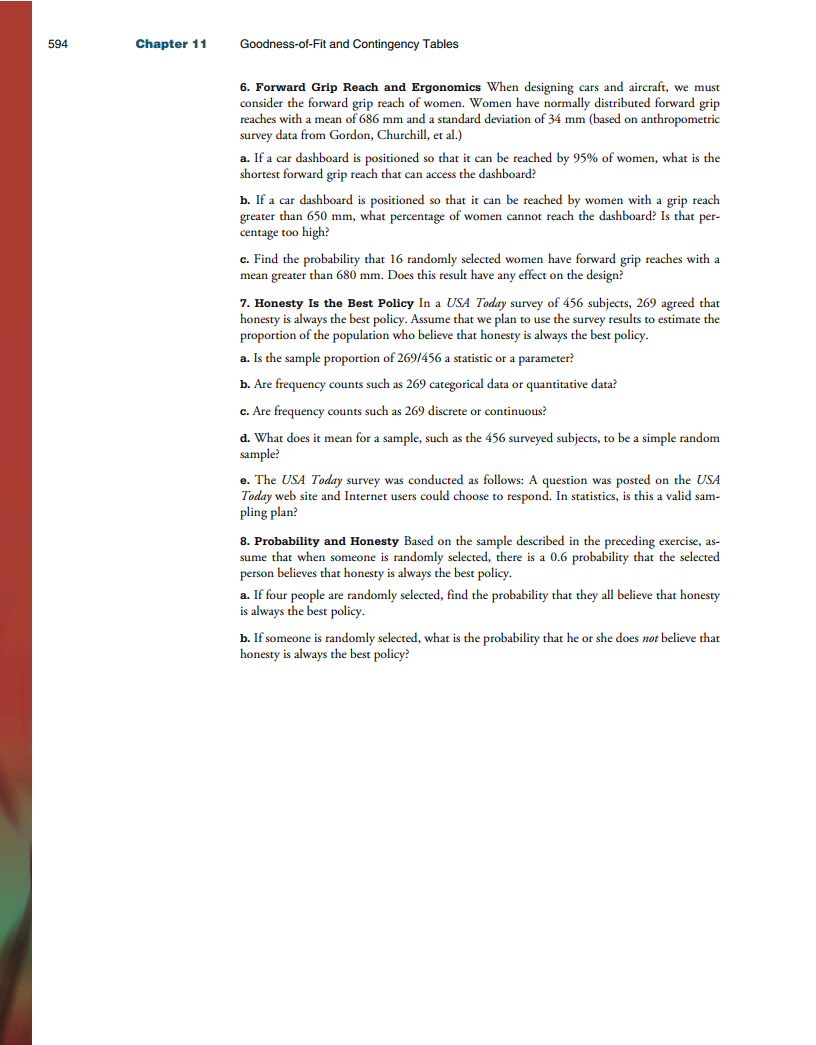 594 Chapter 11 Goodness-of-Fit and Contingency Tables
6. Forward Grip Reach and Ergonomics When designing cars and aircraft, we must
consider the forward grip reach of women. Women have normally distributed forward grip
reaches with a mean of 686 mm and a standard deviation of 34 mm (based on anthropometric
survey data from Gordon, Churchill, et al.)
a. If a car dashboard is positioned so that it can be reached by 95% of women, what is the
shortest forward grip reach that can access the dashboard?
b. If a car dashboard is positioned so that it can be reached by women with a grip reach
greater than 650 mm, what percentage of women cannot reach the dashboard? Is that per-
centage too high?
c. Find the probability that 16 randomly selected women have forward grip reaches with a
mean greater than 680 mm. Does this result have any effect on the design?
7. Honesty Is the Best Policy In a USA Today survey of 456 subjects, 269 agreed that
honesty is always the best policy. Assume that we plan to use the survey results to estimate the
proportion of the population who believe that honesty is always the best policy.
a. Is the sample proportion of 269/456 a statistic or a parameter?
b. Are frequency counts such as 269 categorical data or quantitative data?
c. Are frequency counts such as 269 discrete or continuous?
d. What does it mean for a sample, such as the 456 surveyed subjects, to be a simple random
sample?
e. The USA Today survey was conducted as follows: A question was posted on the USA
Today web site and Internet users could choose to respond. In statistics, is this a valid sam-
pling plan?
8. Probability and Honesty Based on the sample described in the preceding exercise, as-
sume that when someone is randomly selected, there is a 0.6 probability that the selected
person believes that honesty is always the best policy.
a. If four people are randomly selected, find the probability that they all believe that honesty
is always the best policy.
b. If someone is randomly selected, what is the probability that he or she does not believe that
honesty is always the best policy?